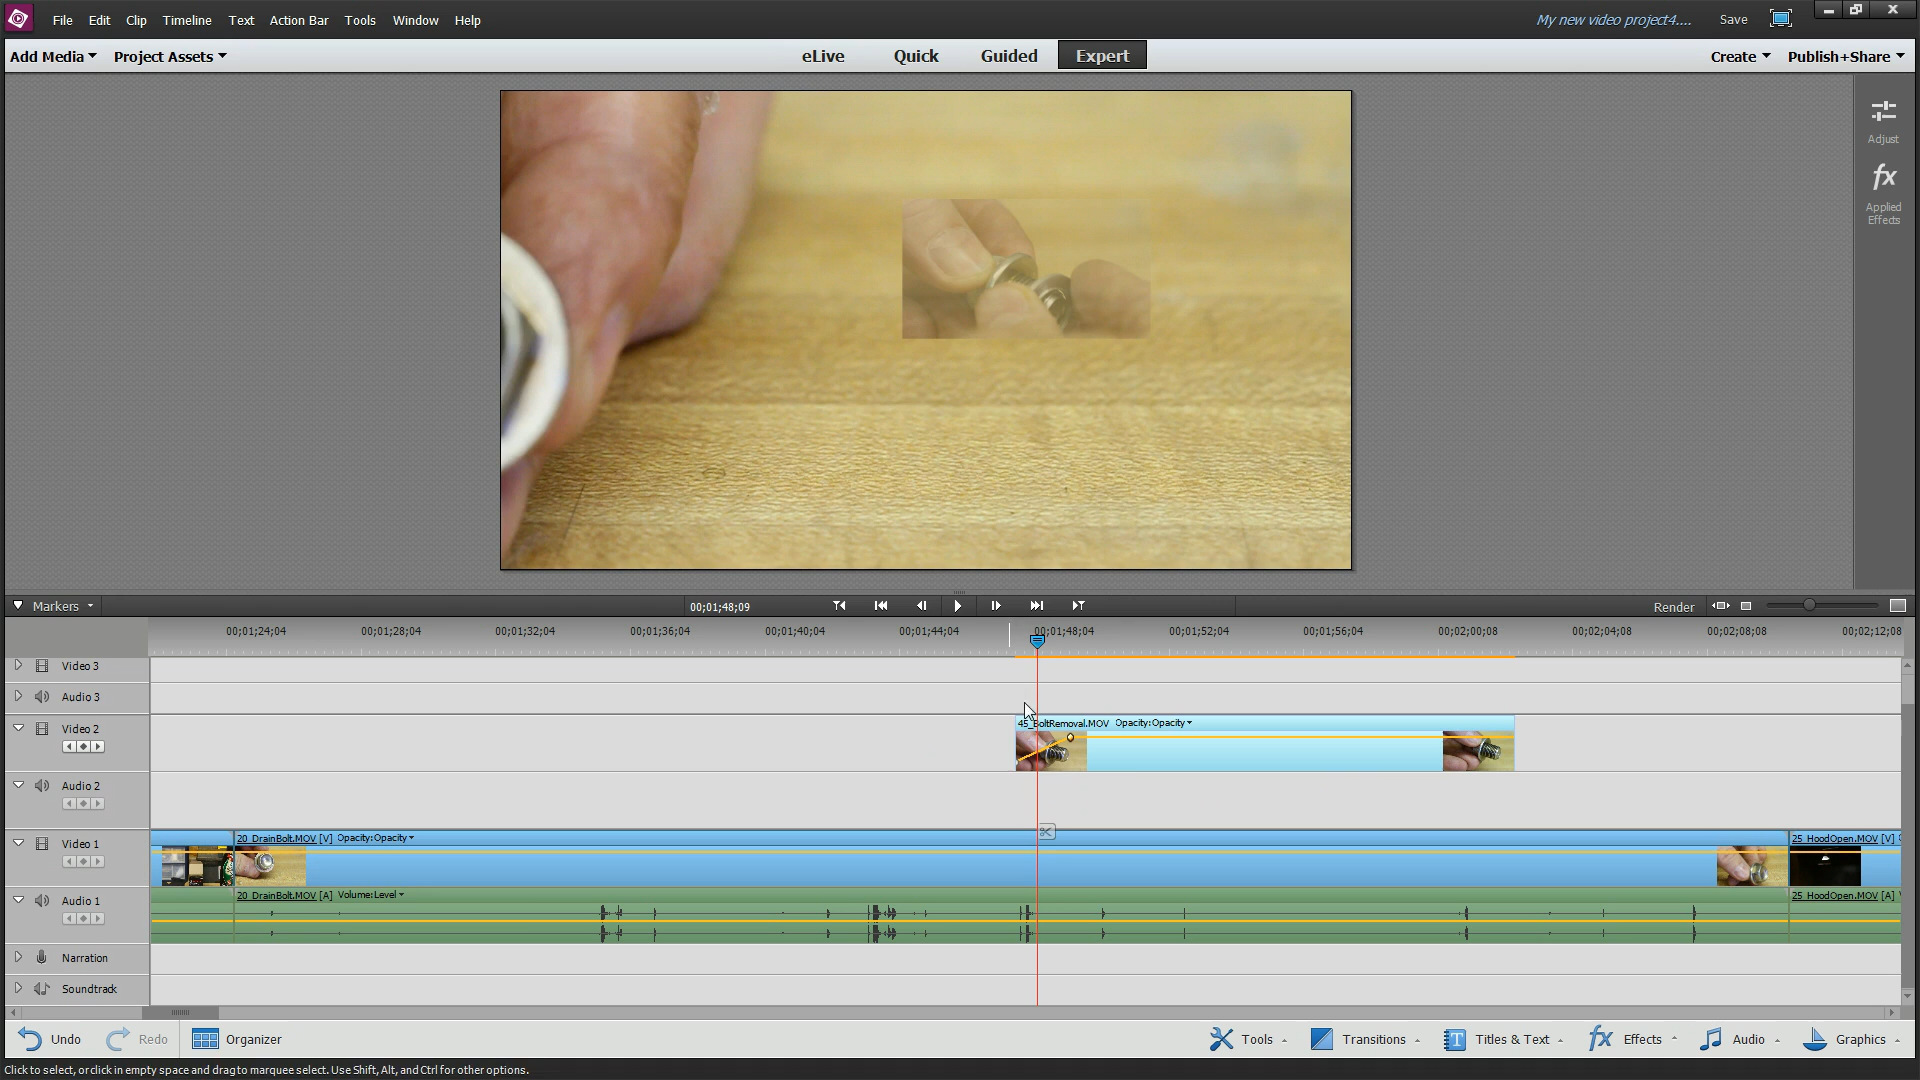 File Edit Clip Timeline Text Action Bar Tools Window Help
My new video project4.... Save
Add Media Project Assets eLive Quick Guided Expert Create Publish+Share
Adjust
fx
Applied
Effects
Markers 00;01;48;09 Render
00;01;24;04 00;01;28;04 00;01;32;04 00;01;36;04 00;01;40;04 00;01;44;04 00;01;48;04 00;01;52;04 00;01;56;04 00;02;00;08 00;02;04;08 00;02;08;08 00;02;12;08
Video 3
Audio 3
Video 2 45_BoltRemoval.MOV Opacity:Opacity
Audio 2
Video 1 20_DrainBolt.MOV [V] Opacity:Opacity 25_HoodOpen.MOV [V]
Audio 1 20_DrainBolt.MOV [A] Volume:Level 25_HoodOpen.MOV [A]
Narration
Soundtrack
Undo Redo Organizer Tools Transitions T Titles & Text fx Effects Audio Graphics
Click to select, or click in empty space and drag to marquee select. Use Shift, Alt, and Ctrl for other options.